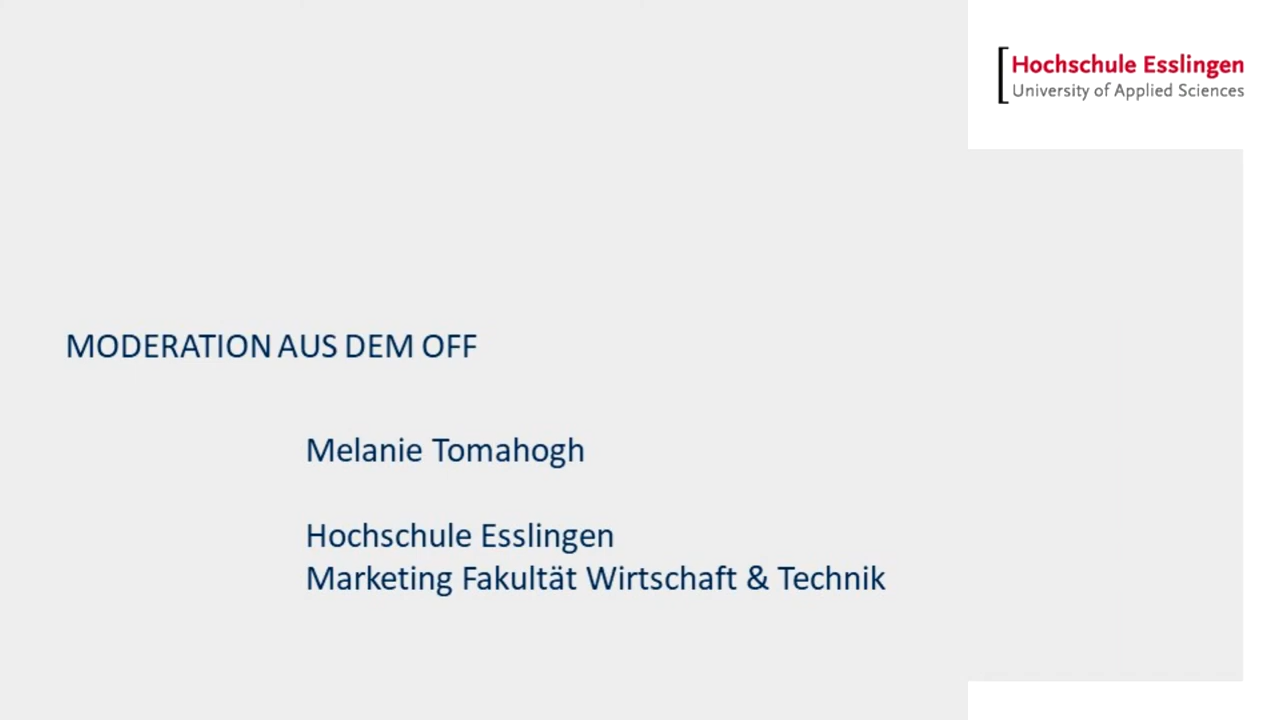 Hochschule Esslingen
University of Applied Sciences
MODERATION AUS DEM OFF
Melanie Tomahogh
Hochschule Esslingen
Marketing Fakultät Wirtschaft & Technik